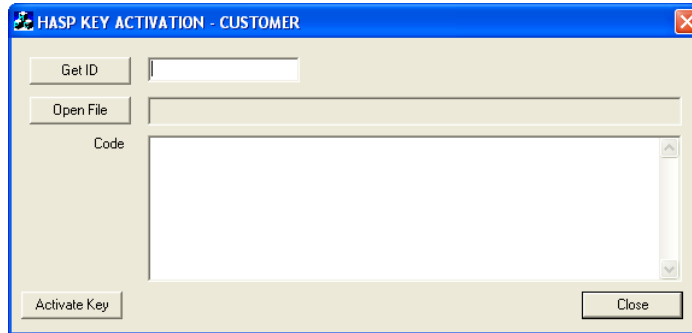 HASP KEY ACTIVATION - CUSTOMER
Get ID
Open File
Code
Activate Key
Close